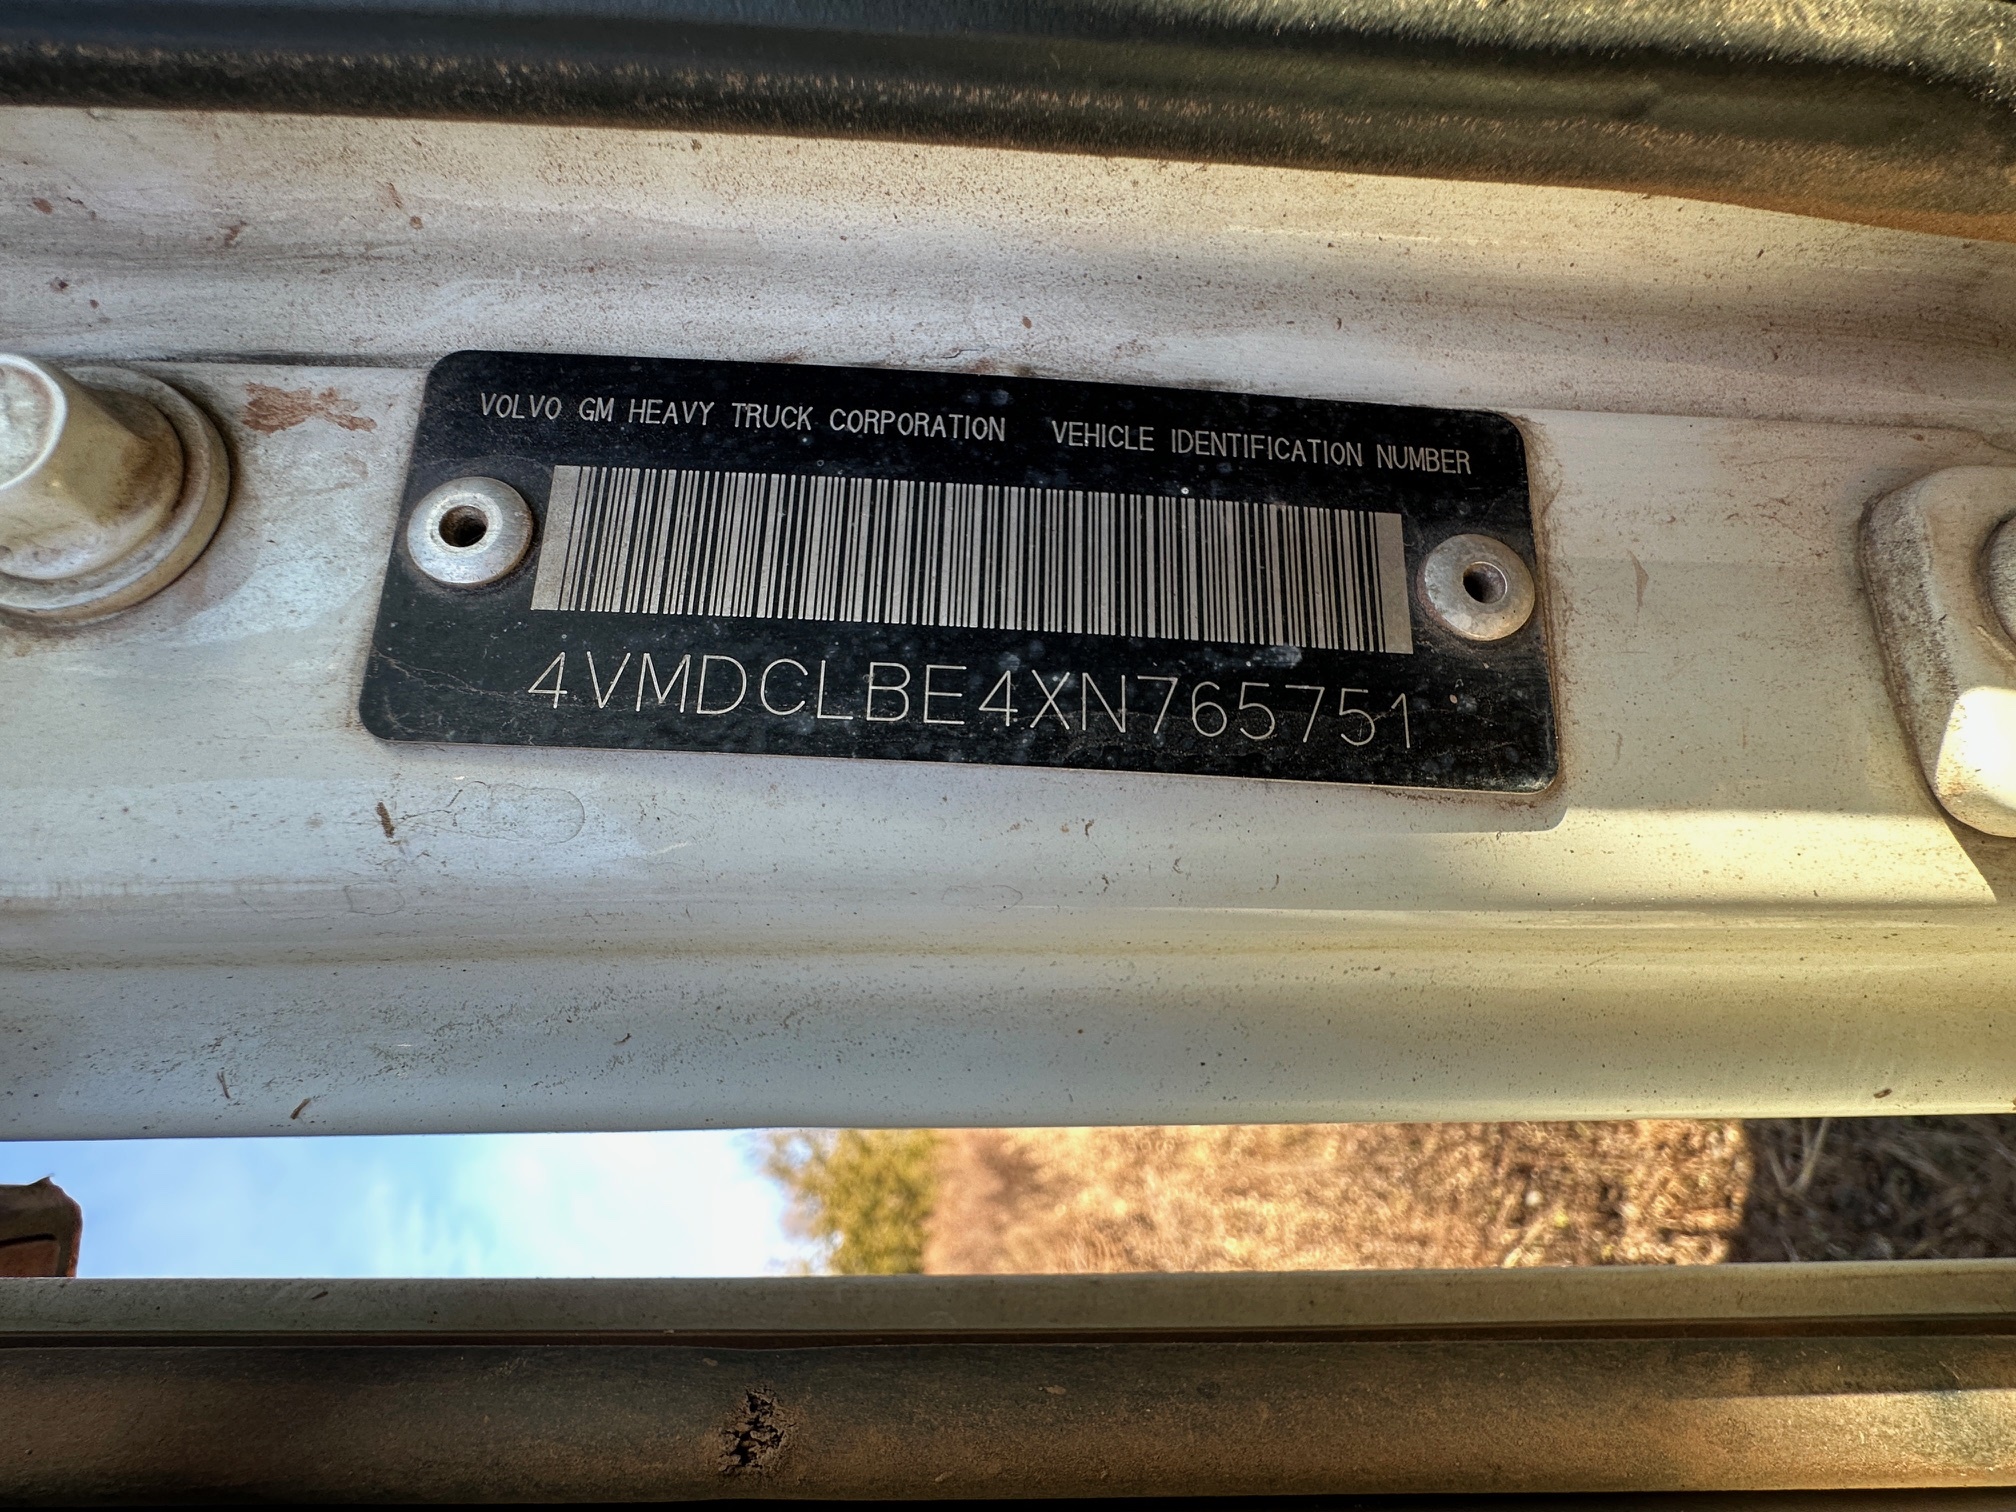 VOLVO GM HEAVY TRUCK CORPORATION VEHICLE IDENTIFICATION NUMBER
4VMDCLBE4XN765751